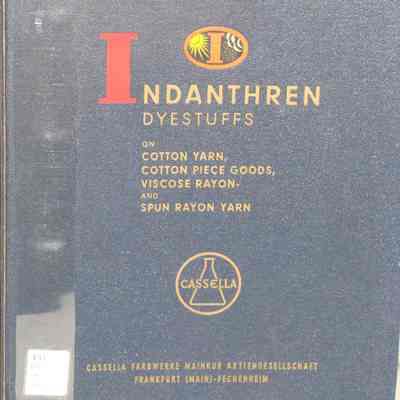 I
INDANTHREN
DYESTUFFS
ON
COTTON YARN,
COTTON PIECE GOODS,
VISCOSE RAYON-
AND
SPUN RAYON YARN
CASSELLA
CASSELLA FARBWERKE MAINKUR AKTIENGESELLSCHAFT
FRANKFURT (MAIN)-FECHENHEIM